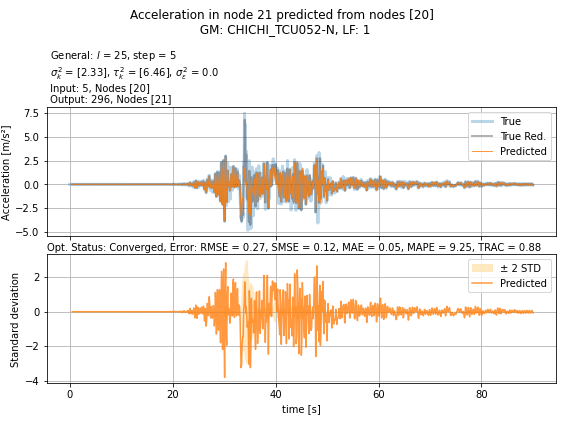 Acceleration in node 21 predicted from nodes [20]
GM: CHICHI_TCU052-N, LF: 1
General: l = 25, step = 5
σ²ₖ = [2.33], τ²ₖ = [6.46], σ²ε = 0.0
Input: 5, Nodes [20]
Output: 296, Nodes [21]
Acceleration [m/s²]
7.5
5.0
2.5
0.0
−2.5
−5.0
True
True Red.
Predicted
Opt. Status: Converged, Error: RMSE = 0.27, SMSE = 0.12, MAE = 0.05, MAPE = 9.25, TRAC = 0.88
Standard deviation
2
0
−2
−4
± 2 STD
Predicted
0 20 40 60 80
time [s]